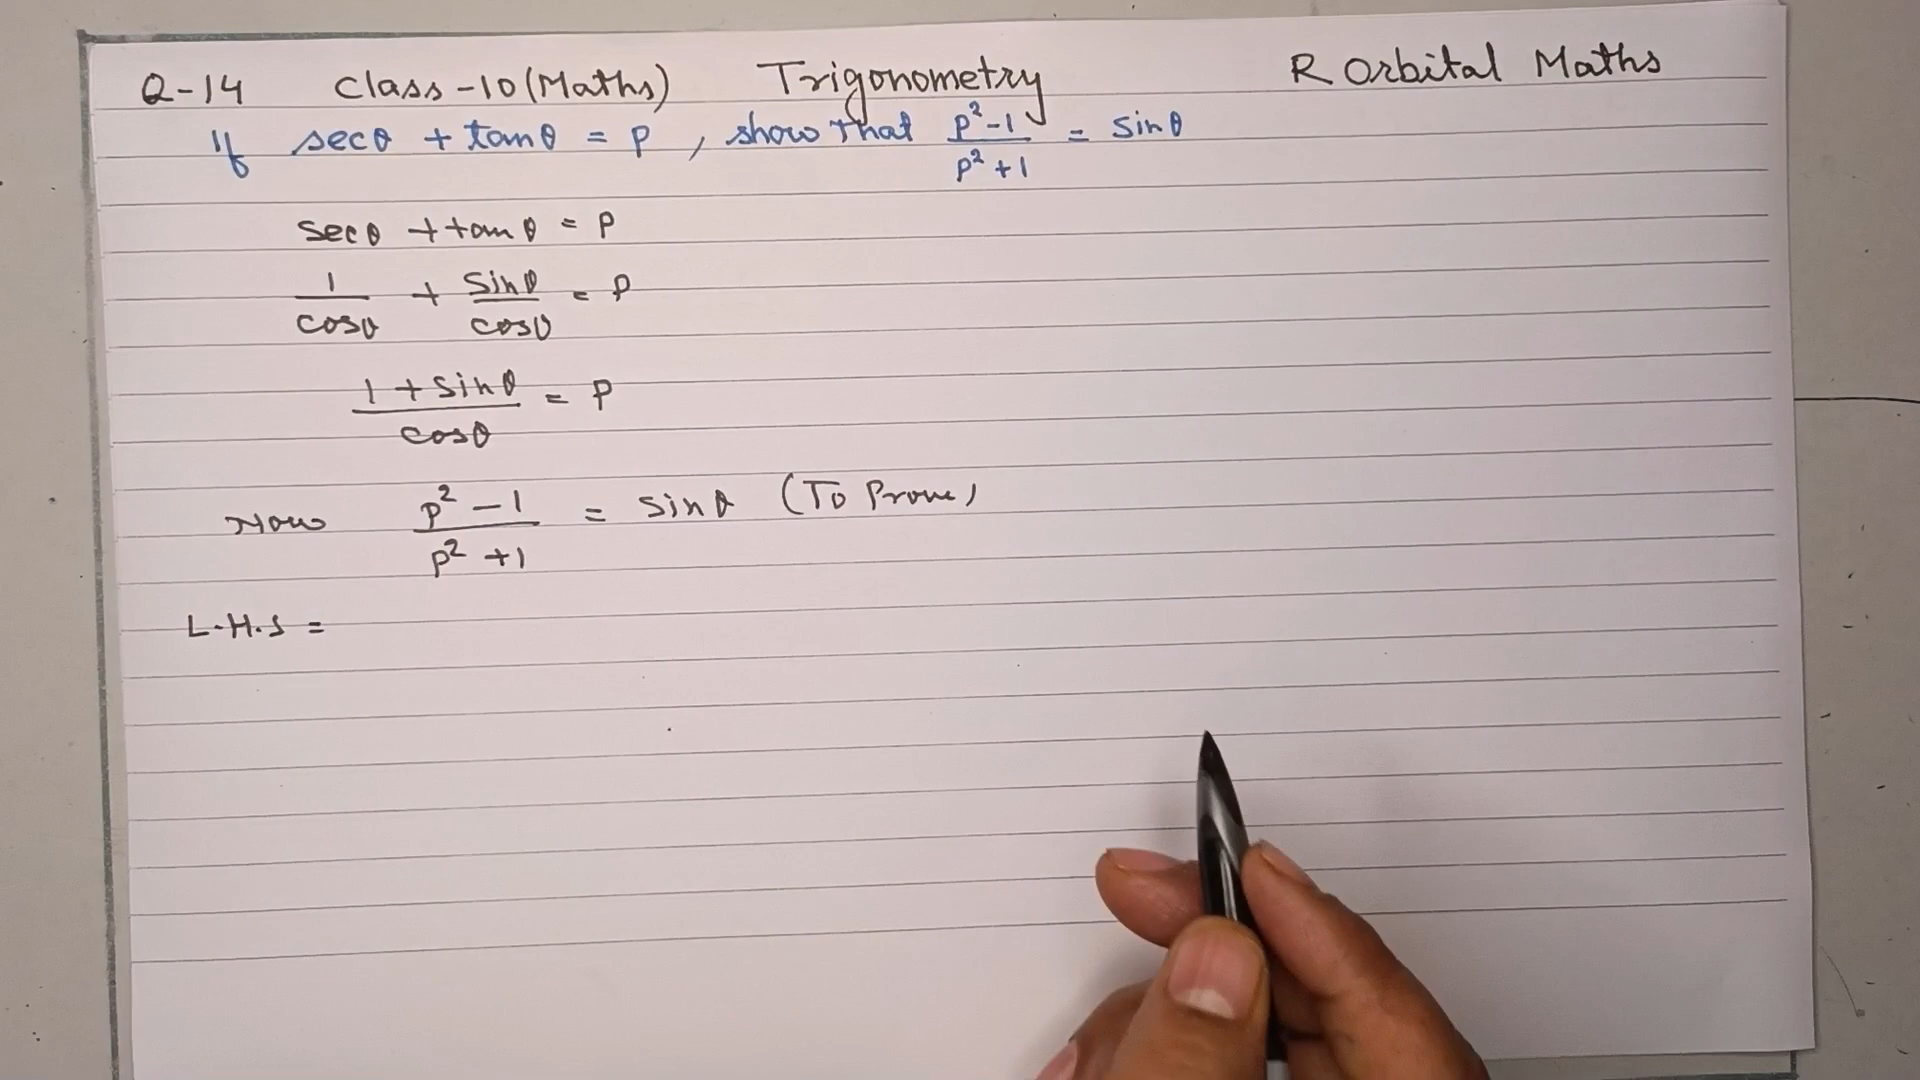 Q-14 Class-10 (Maths) Trigonometry R Orbital Maths
If secθ + tanθ = p, show that (p²-1)/(p²+1) = sinθ
secθ + tanθ = p
1/cosθ + sinθ/cosθ = p
(1 + sinθ)/cosθ = p
Now (p² - 1)/(p² + 1) = sinθ (To Prove)
L.H.S =